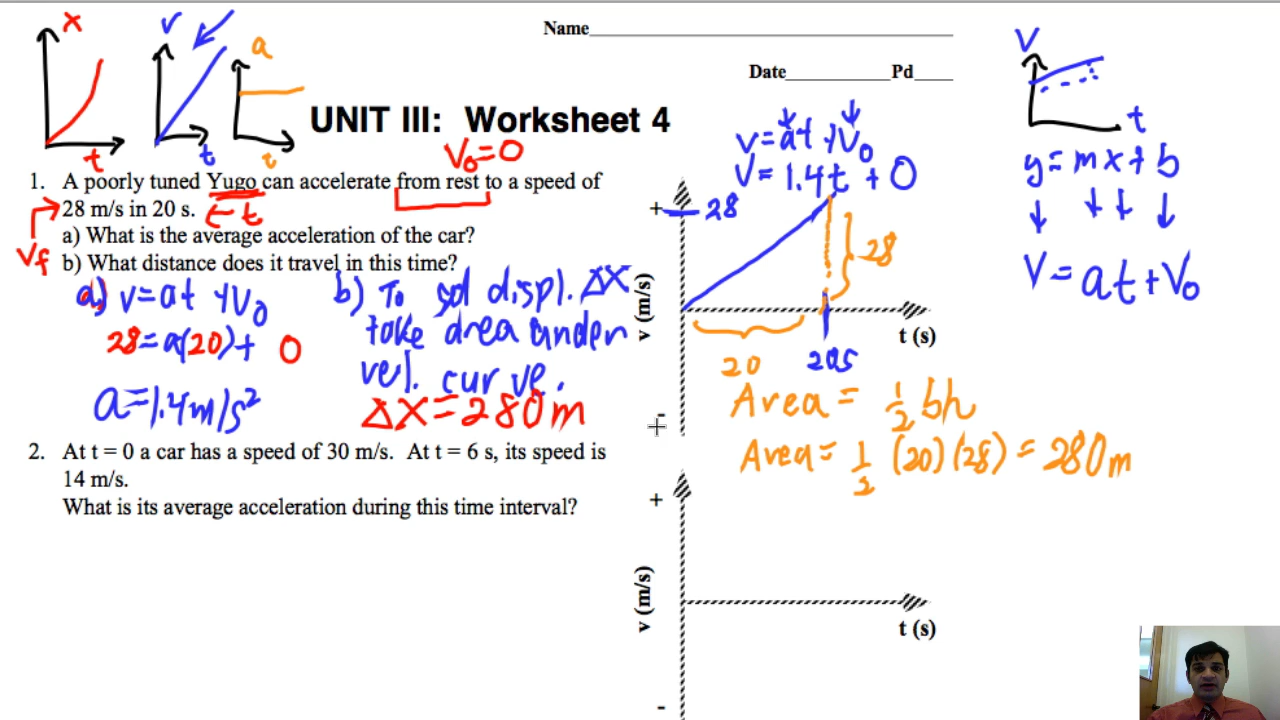 x
v
a
t
t
t
Name
Date Pd
UNIT III: Worksheet 4
V₀=0
1. A poorly tuned Yugo can accelerate from rest to a speed of
28 m/s in 20 s. ← t
Vf
a) What is the average acceleration of the car?
b) What distance does it travel in this time?
a) v=at+V₀
28=a(20)+ 0
a=1.4m/s²
b) To sol displ. ΔX
take area under
vel. curve.
ΔX=280m
V=at+V₀
V=1.4t+0
+ 28
28
v (m/s)
t (s)
20 20s
-
Area = ½bh
Area = ½ (20)(28) = 280m
V
t
y=mx+b
V=at+V₀
2. At t = 0 a car has a speed of 30 m/s. At t = 6 s, its speed is
14 m/s.
What is its average acceleration during this time interval?
+
v (m/s)
t (s)
-